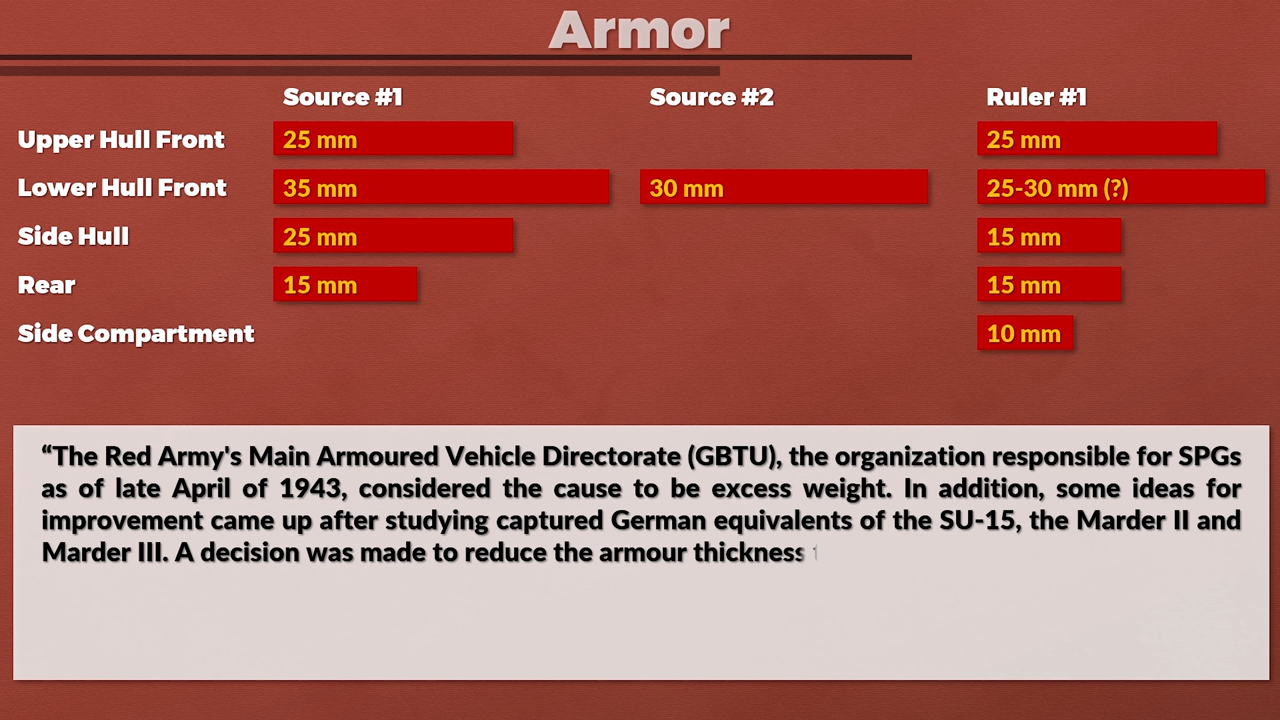 Armor
Source #1 Source #2 Ruler #1
Upper Hull Front 25 mm 25 mm
Lower Hull Front 35 mm 30 mm 25-30 mm (?)
Side Hull 25 mm 15 mm
Rear 15 mm 15 mm
Side Compartment 10 mm
“The Red Army's Main Armoured Vehicle Directorate (GBTU), the organization responsible for SPGs
as of late April of 1943, considered the cause to be excess weight. In addition, some ideas for
improvement came up after studying captured German equivalents of the SU-15, the Marder II and
Marder III. A decision was made to reduce the armour thickness